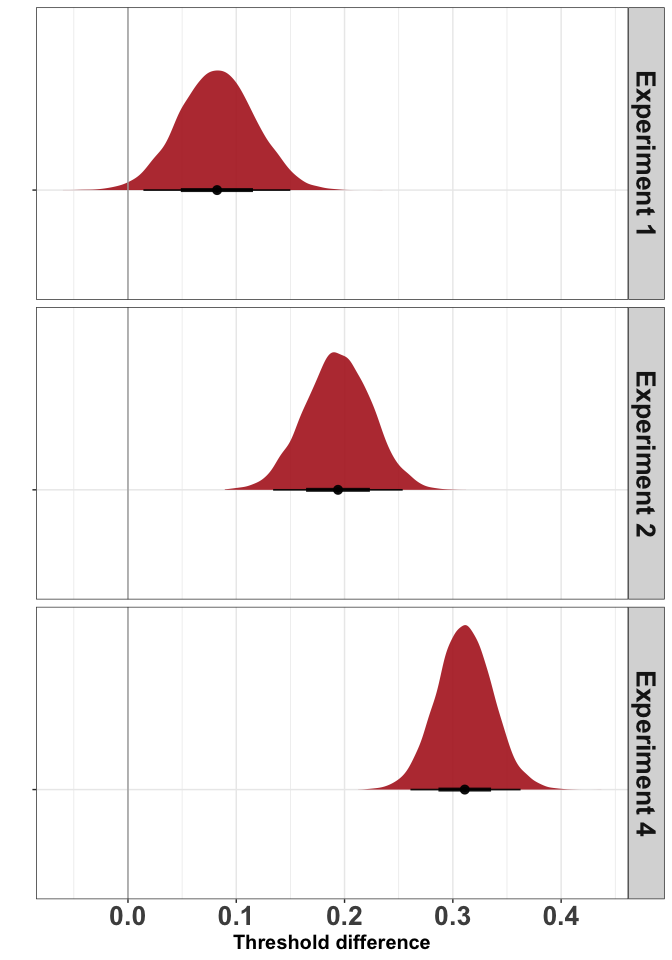 Experiment 1
Experiment 2
Experiment 4
0.0 0.1 0.2 0.3 0.4
Threshold difference